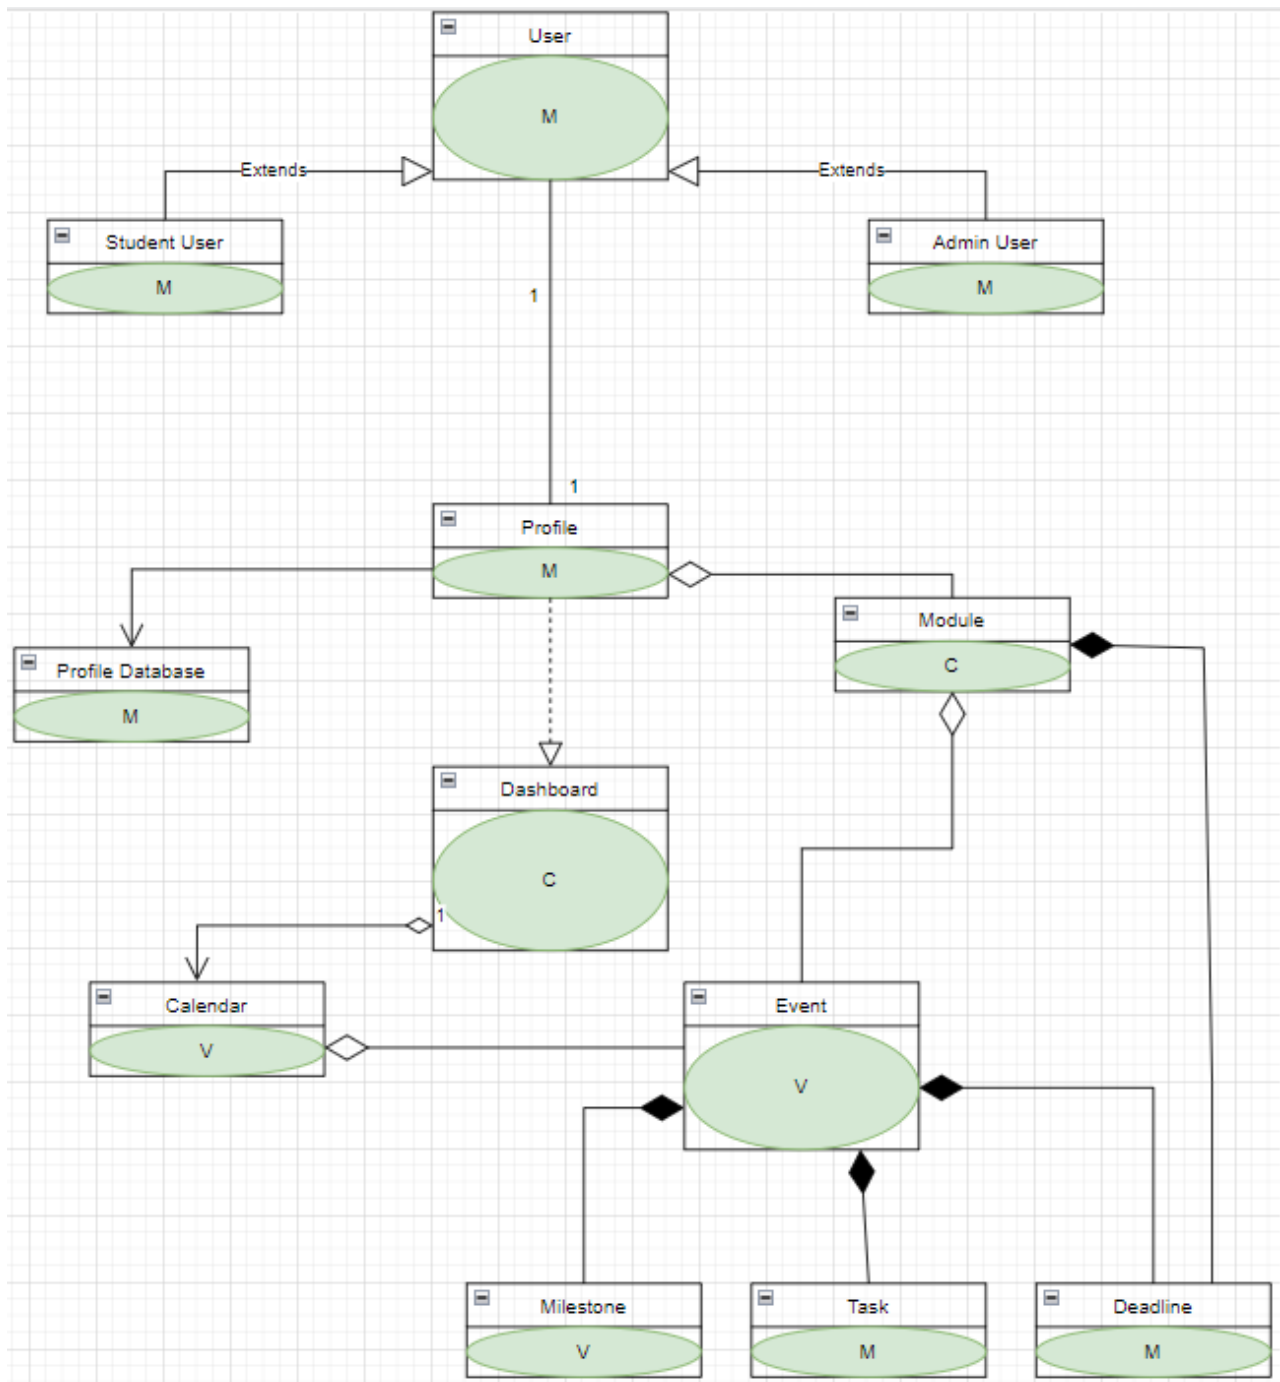 User
M
Extends
Extends
Student User
M
Admin User
M
1
1
Profile
M
Module
C
Profile Database
M
Dashboard
C
1
Calendar
V
Event
V
Milestone
V
Task
M
Deadline
M